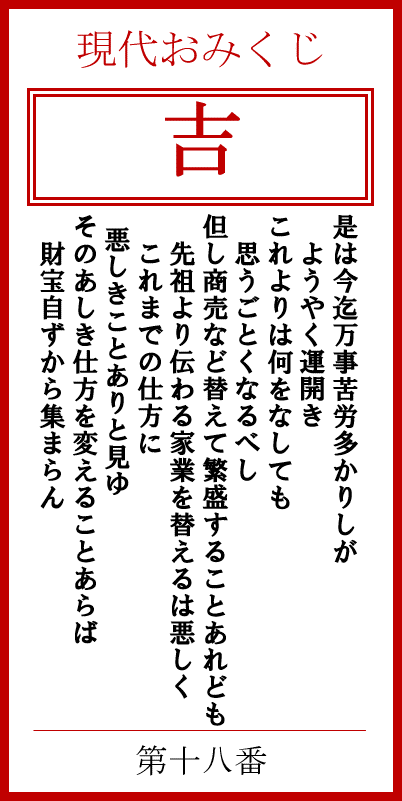 現代おみくじ
吉
是は今迄万事苦労多かりしが
ようやく運開き
これよりは何をなしても
思うごとくなるべし
但し商売など替えて繁盛することあれども
先祖より伝わる家業を替えるは悪しく
これまでの仕方に
悪しきことありと見ゆ
そのあしき仕方を変えることあらば
財宝自ずから集まらん
第十八番